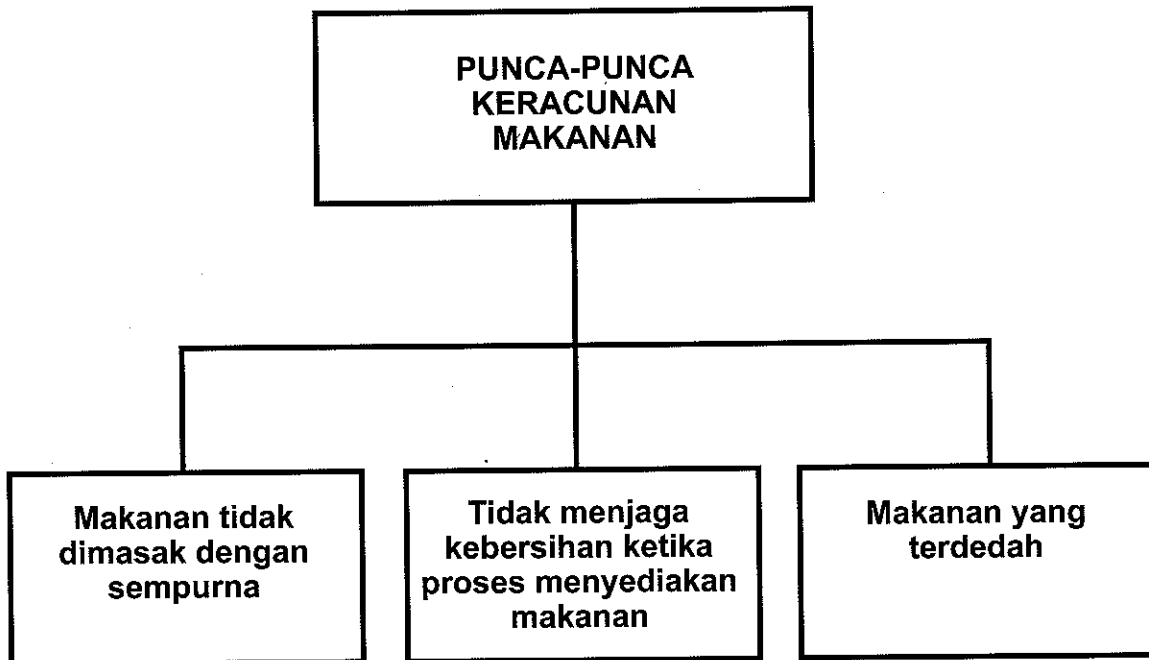 PUNCA-PUNCA
KERACUNAN
MAKANAN
Makanan tidak
dimasak dengan
sempurna
Tidak menjaga
kebersihan ketika
proses menyediakan
makanan
Makanan yang
terdedah